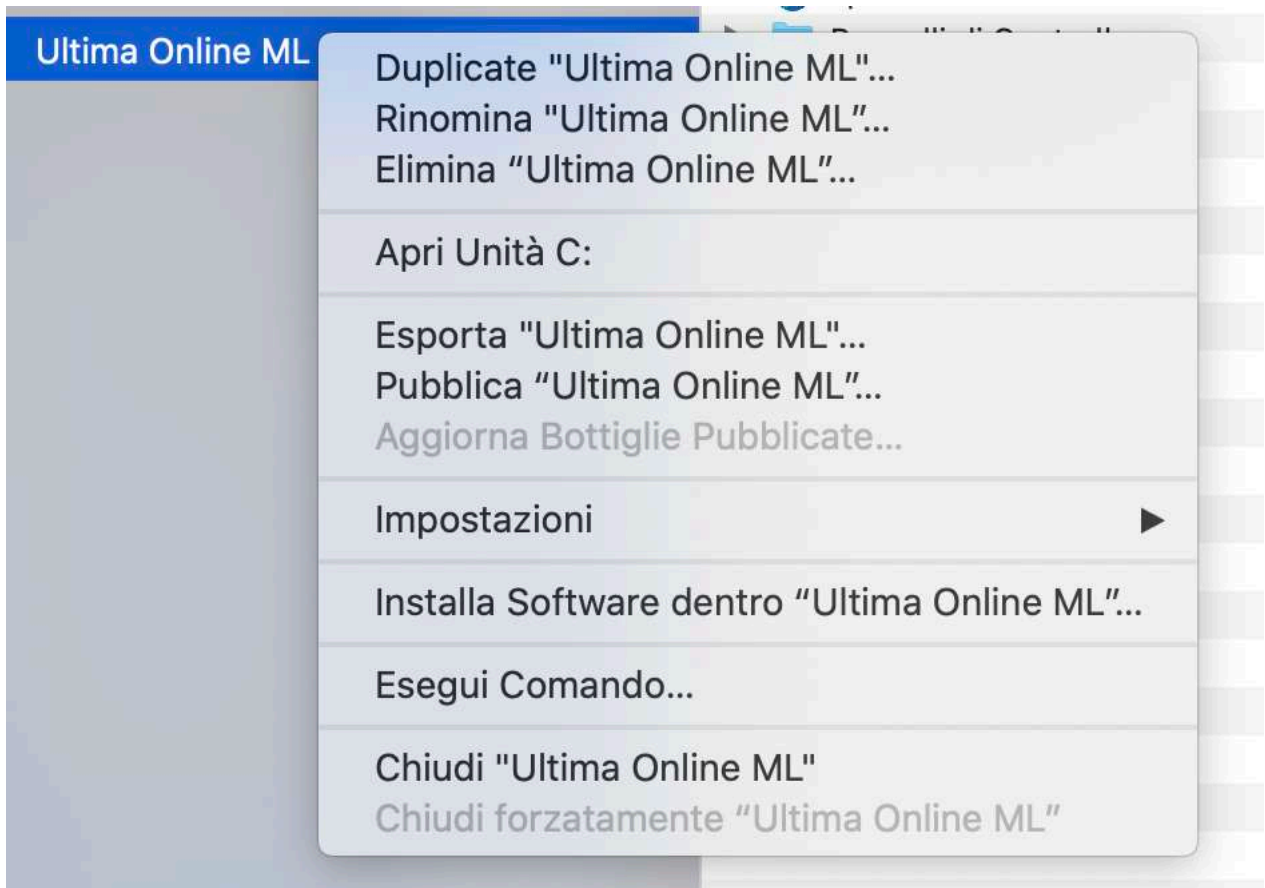 Ultima Online ML
Duplicate "Ultima Online ML"...
Rinomina "Ultima Online ML”...
Elimina “Ultima Online ML”...
Apri Unità C:
Esporta "Ultima Online ML"...
Pubblica “Ultima Online ML”...
Aggiorna Bottiglie Pubblicate...
Impostazioni
Installa Software dentro “Ultima Online ML”...
Esegui Comando...
Chiudi "Ultima Online ML"
Chiudi forzatamente “Ultima Online ML”